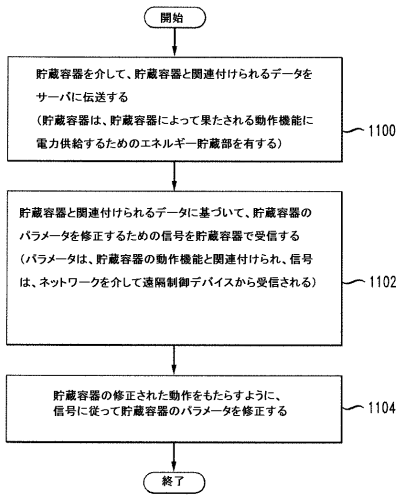 開始
貯蔵容器を介して、貯蔵容器と関連付けられるデータを
サーバに伝送する
(貯蔵容器は、貯蔵容器によって果たされる動作機能に
電力供給するためのエネルギー貯蔵部を有する)
1100
貯蔵容器と関連付けられるデータに基づいて、貯蔵容器の
パラメータを修正するための信号を貯蔵容器で受信する
(パラメータは、貯蔵容器の動作機能と関連付けられ、信号
は、ネットワークを介して遠隔制御デバイスから受信される)
1102
貯蔵容器の修正された動作をもたらすように、
信号に従って貯蔵容器のパラメータを修正する
1104
終了